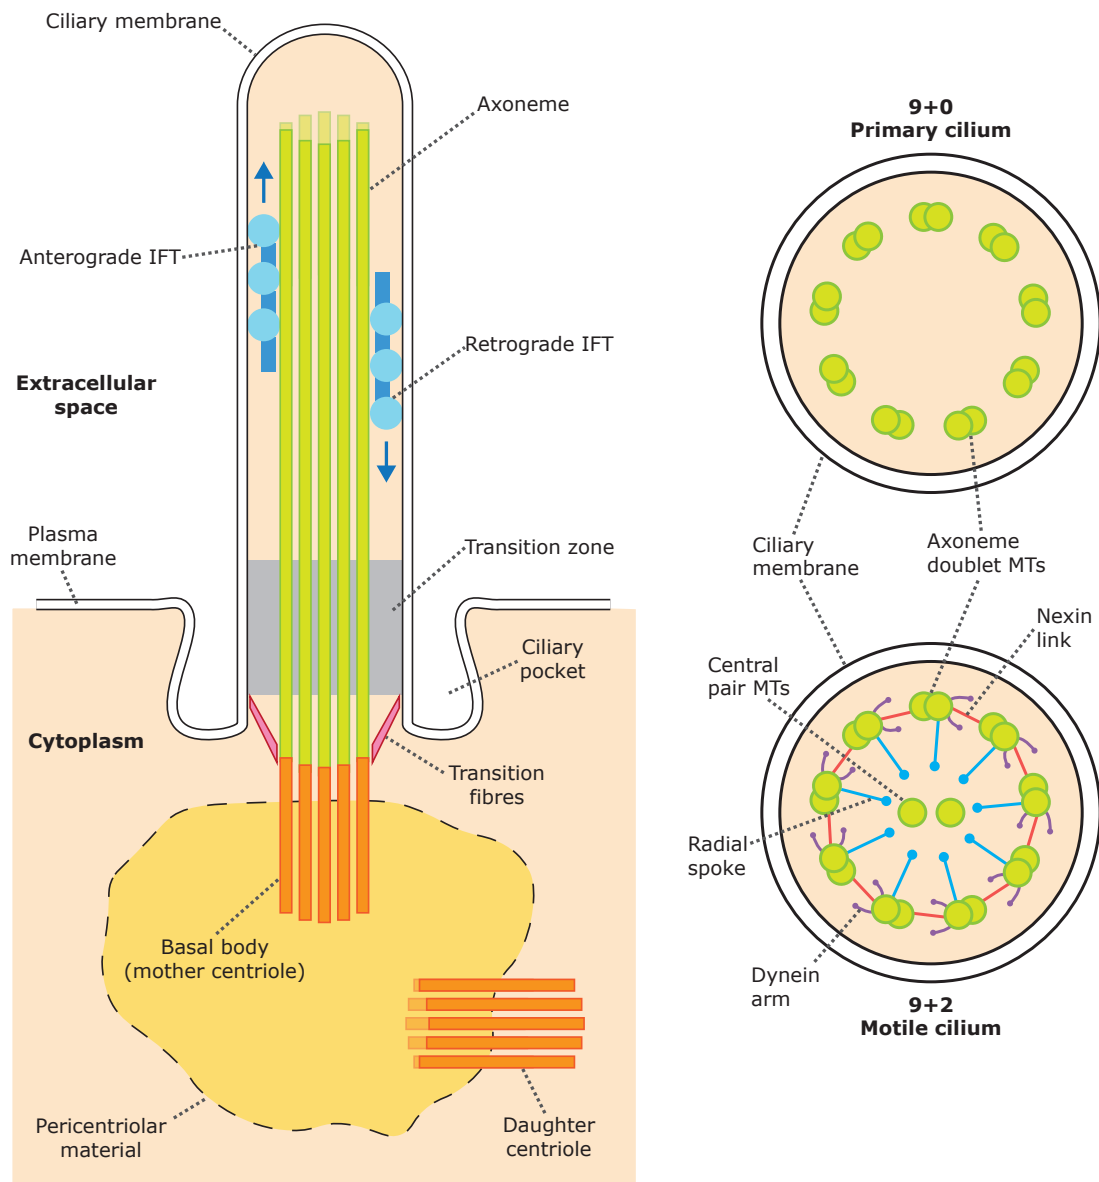 Ciliary membrane
Axoneme
Anterograde IFT
Retrograde IFT
Extracellular
space
Plasma
membrane
Transition zone
Ciliary
pocket
Cytoplasm
Transition
fibres
Basal body
(mother centriole)
Pericentriolar
material
Daughter
centriole
9+0
Primary cilium
Ciliary
membrane
Axoneme
doublet MTs
Nexin
link
Central
pair MTs
Radial
spoke
Dynein
arm
9+2
Motile cilium